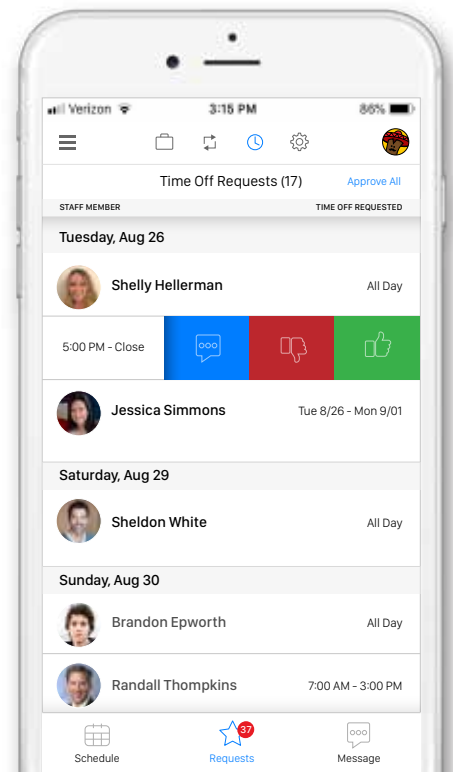 Verizon 3:15 PM 86%
Time Off Requests (17) Approve All
STAFF MEMBER TIME OFF REQUESTED
Tuesday, Aug 26
Shelly Hellerman All Day
5:00 PM - Close
Jessica Simmons Tue 8/26 - Mon 9/01
Saturday, Aug 29
Sheldon White All Day
Sunday, Aug 30
Brandon Epworth All Day
Randall Thompkins 7:00 AM - 3:00 PM
37
Schedule Requests Message